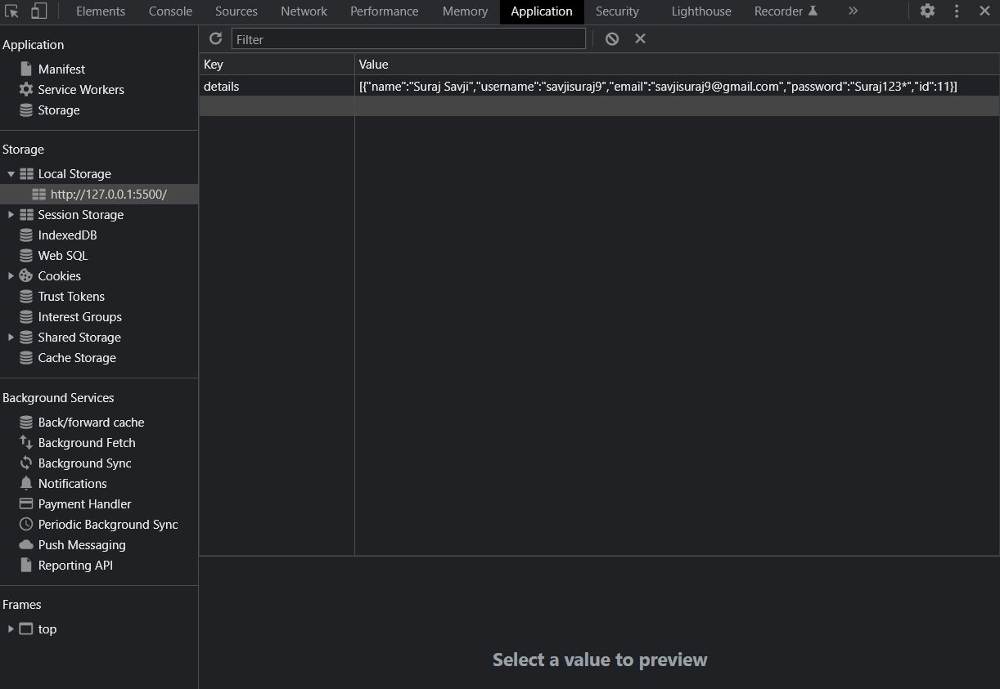 Elements Console Sources Network Performance Memory Application Security Lighthouse Recorder
Filter
Application
Manifest
Service Workers
Storage
Storage
Local Storage
http://127.0.0.1:5500/
Session Storage
IndexedDB
Web SQL
Cookies
Trust Tokens
Interest Groups
Shared Storage
Cache Storage
Background Services
Back/forward cache
Background Fetch
Background Sync
Notifications
Payment Handler
Periodic Background Sync
Push Messaging
Reporting API
Frames
top
Key Value
details [{"name":"Suraj Savji","username":"savjisuraj9","email":"savjisuraj9@gmail.com","password":"Suraj123*","id":11}]
Select a value to preview